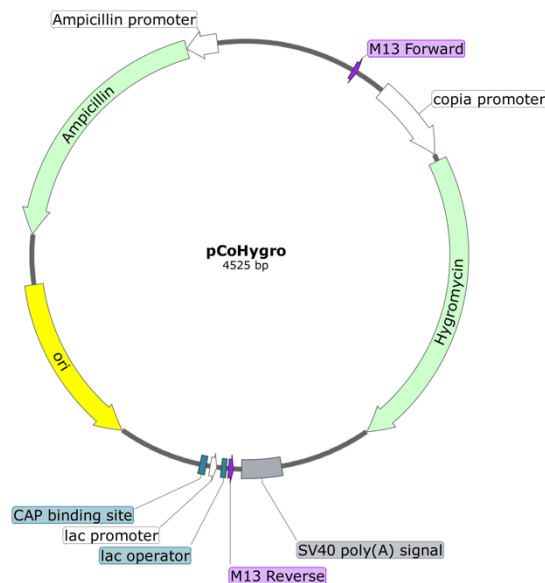 Ampicillin promoter
M13 Forward
copia promoter
Ampicillin
Hygromycin
pCoHygro
4525 bp
ori
CAP binding site
lac promoter
lac operator
SV40 poly(A) signal
M13 Reverse